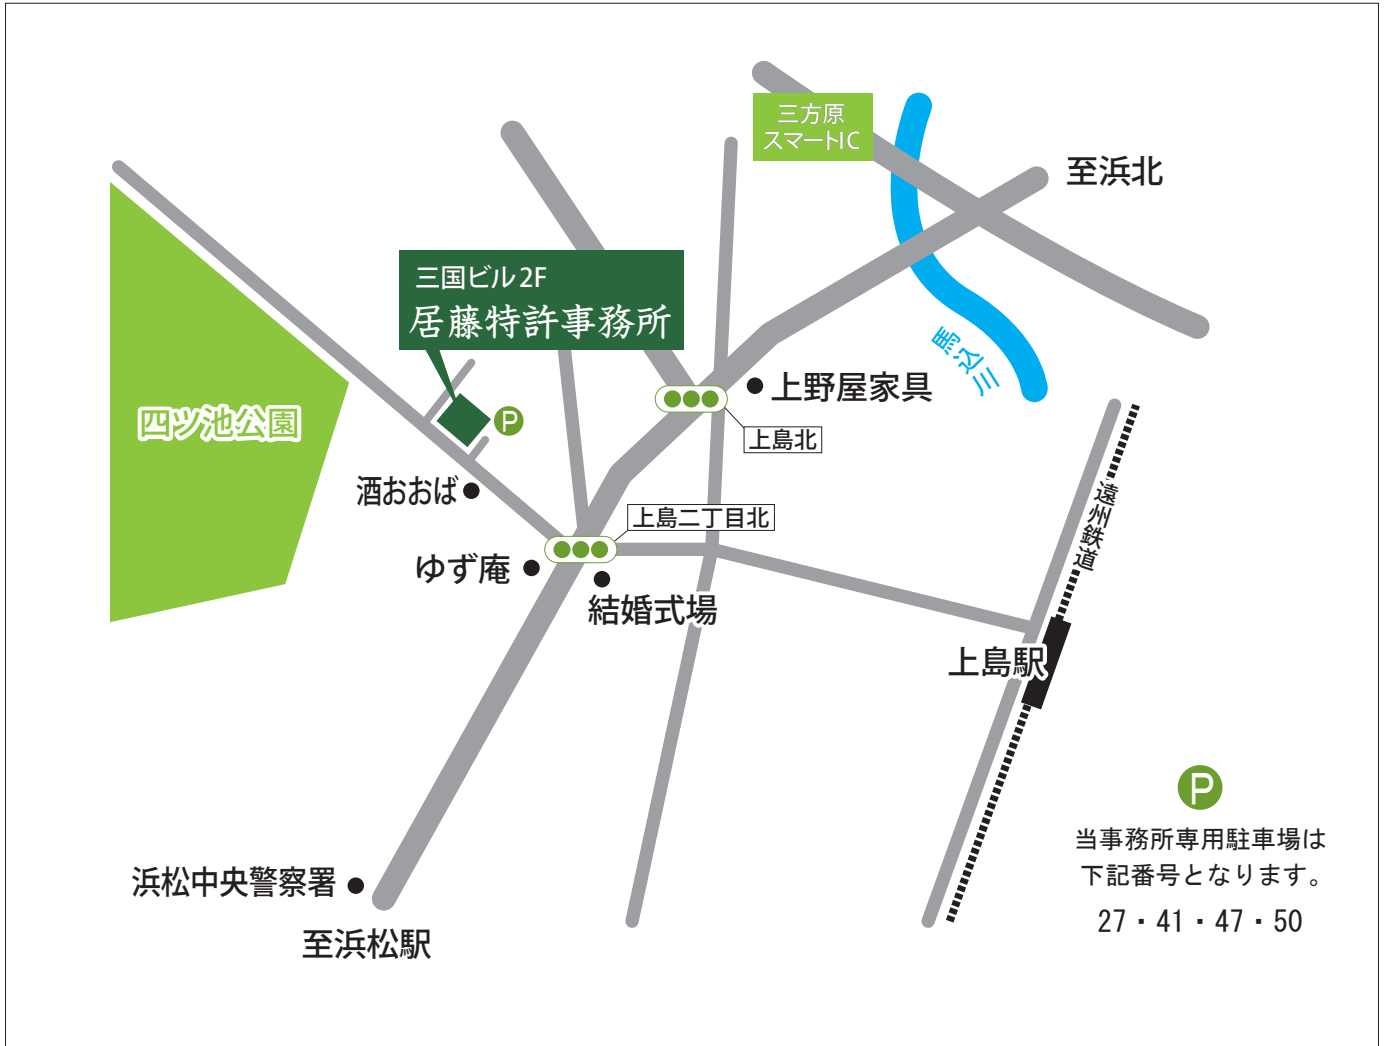 三方原
スマートIC
至浜北
三国ビル2F
居藤特許事務所
馬込川
上野屋家具
上島北
四ツ池公園
P
酒おおば
遠州鉄道
上島二丁目北
ゆず庵
結婚式場
上島駅
P
当事務所専用駐車場は
下記番号となります。
27・41・47・50
浜松中央警察署
至浜松駅